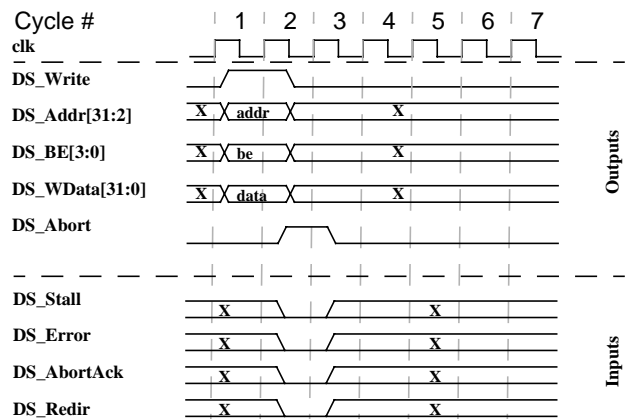 Cycle # 1 2 3 4 5 6 7
clk
DS_Write
DS_Addr[31:2] X addr X
DS_BE[3:0] X be X
DS_WData[31:0] X data X
DS_Abort
Outputs
DS_Stall X X
DS_Error X X
DS_AbortAck X X
DS_Redir X X
Inputs